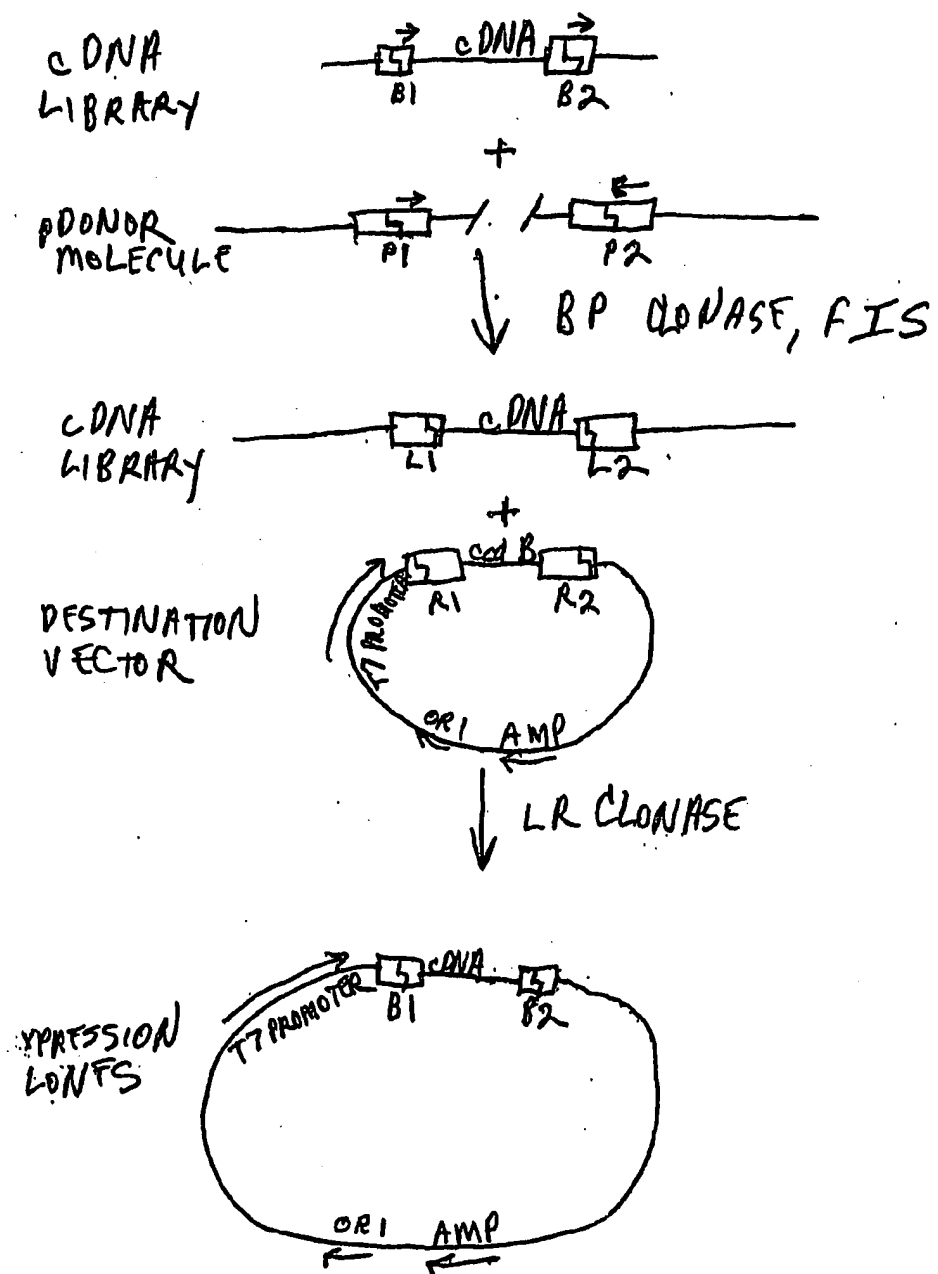 cDNA
B1
B2
cDNA
LIBRARY
+
pDONOR
MOLECULE
P1
P2
BP CLONASE, FIS
cDNA
LIBRARY
cDNA
L1
L2
+
ccd B
R1
R2
DESTINATION
VECTOR
T7 PROMOTER
ORI
AMP
LR CLONASE
cDNA
B1
B2
T7 PROMOTER
XPRESSION
LONES
ORI
AMP